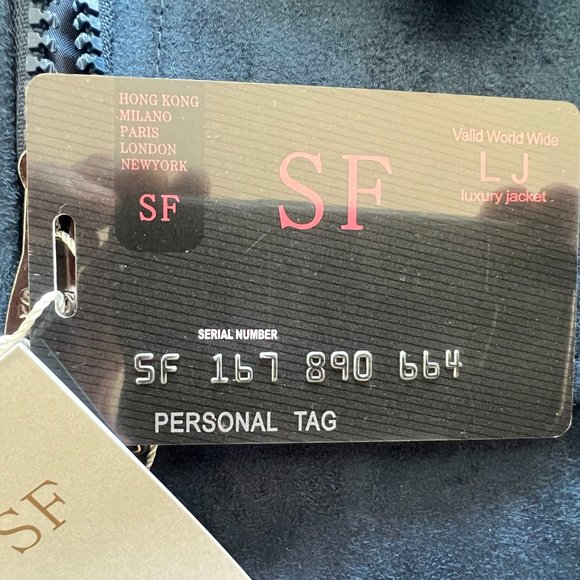 HONG KONG
MILANO
PARIS
LONDON
NEWYORK
SF
SF
Valid World Wide
LJ
luxury jacket
SERIAL NUMBER
SF 167 890 664
PERSONAL TAG
SF